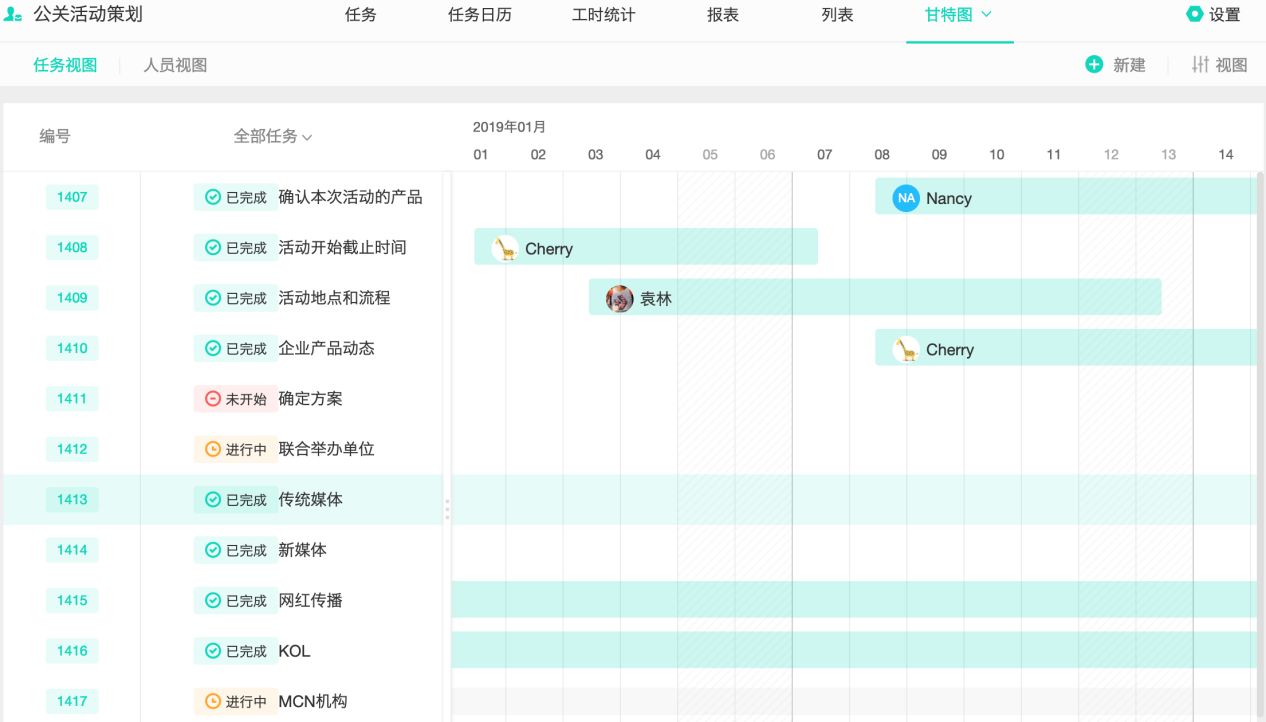 公关活动策划 任务 任务日历 工时统计 报表 列表 甘特图 设置
任务视图 人员视图 新建 视图
编号 全部任务 2019年01月
01 02 03 04 05 06 07 08 09 10 11 12 13 14
1407 已完成 确认本次活动的产品 NA Nancy
1408 已完成 活动开始截止时间 Cherry
1409 已完成 活动地点和流程 袁林
1410 已完成 企业产品动态 Cherry
1411 未开始 确定方案
1412 进行中 联合举办单位
1413 已完成 传统媒体
1414 已完成 新媒体
1415 已完成 网红传播
1416 已完成 KOL
1417 进行中 MCN机构